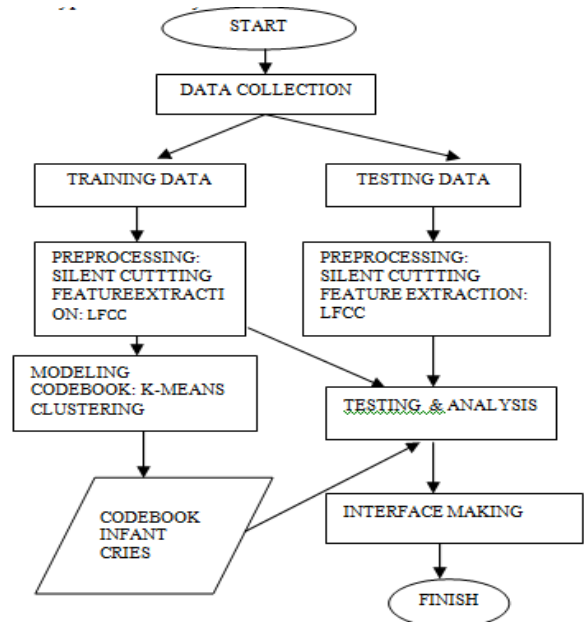 START
DATA COLLECTION
TRAINING DATA
TESTING DATA
PREPROCESSING:
SILENT CUTTTING
FEATUREEXTRACTI
ON: LFCC
PREPROCESSING:
SILENT CUTTTING
FEATURE EXTRACTION:
LFCC
MODELING
CODEBOOK: K-MEANS
CLUSTERING
TESTING & ANALYSIS
CODEBOOK
INFANT
CRIES
INTERFACE MAKING
FINISH